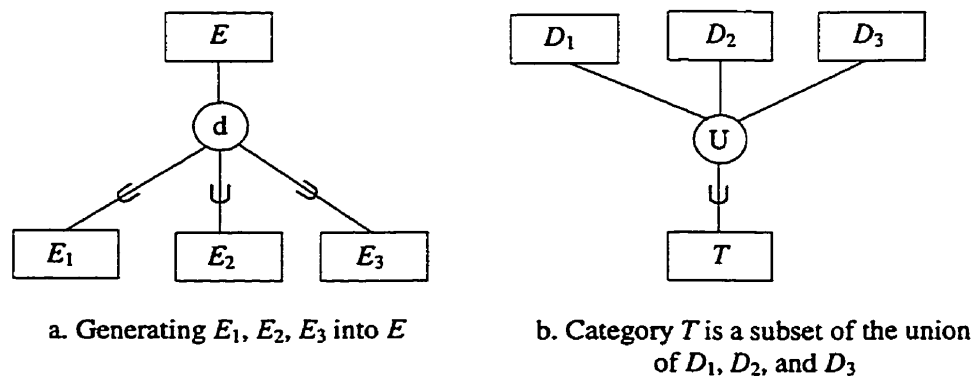 E
d
E₁ E₂ E₃
a. Generating E₁, E₂, E₃ into E
D₁ D₂ D₃
U
T
b. Category T is a subset of the union
of D₁, D₂, and D₃